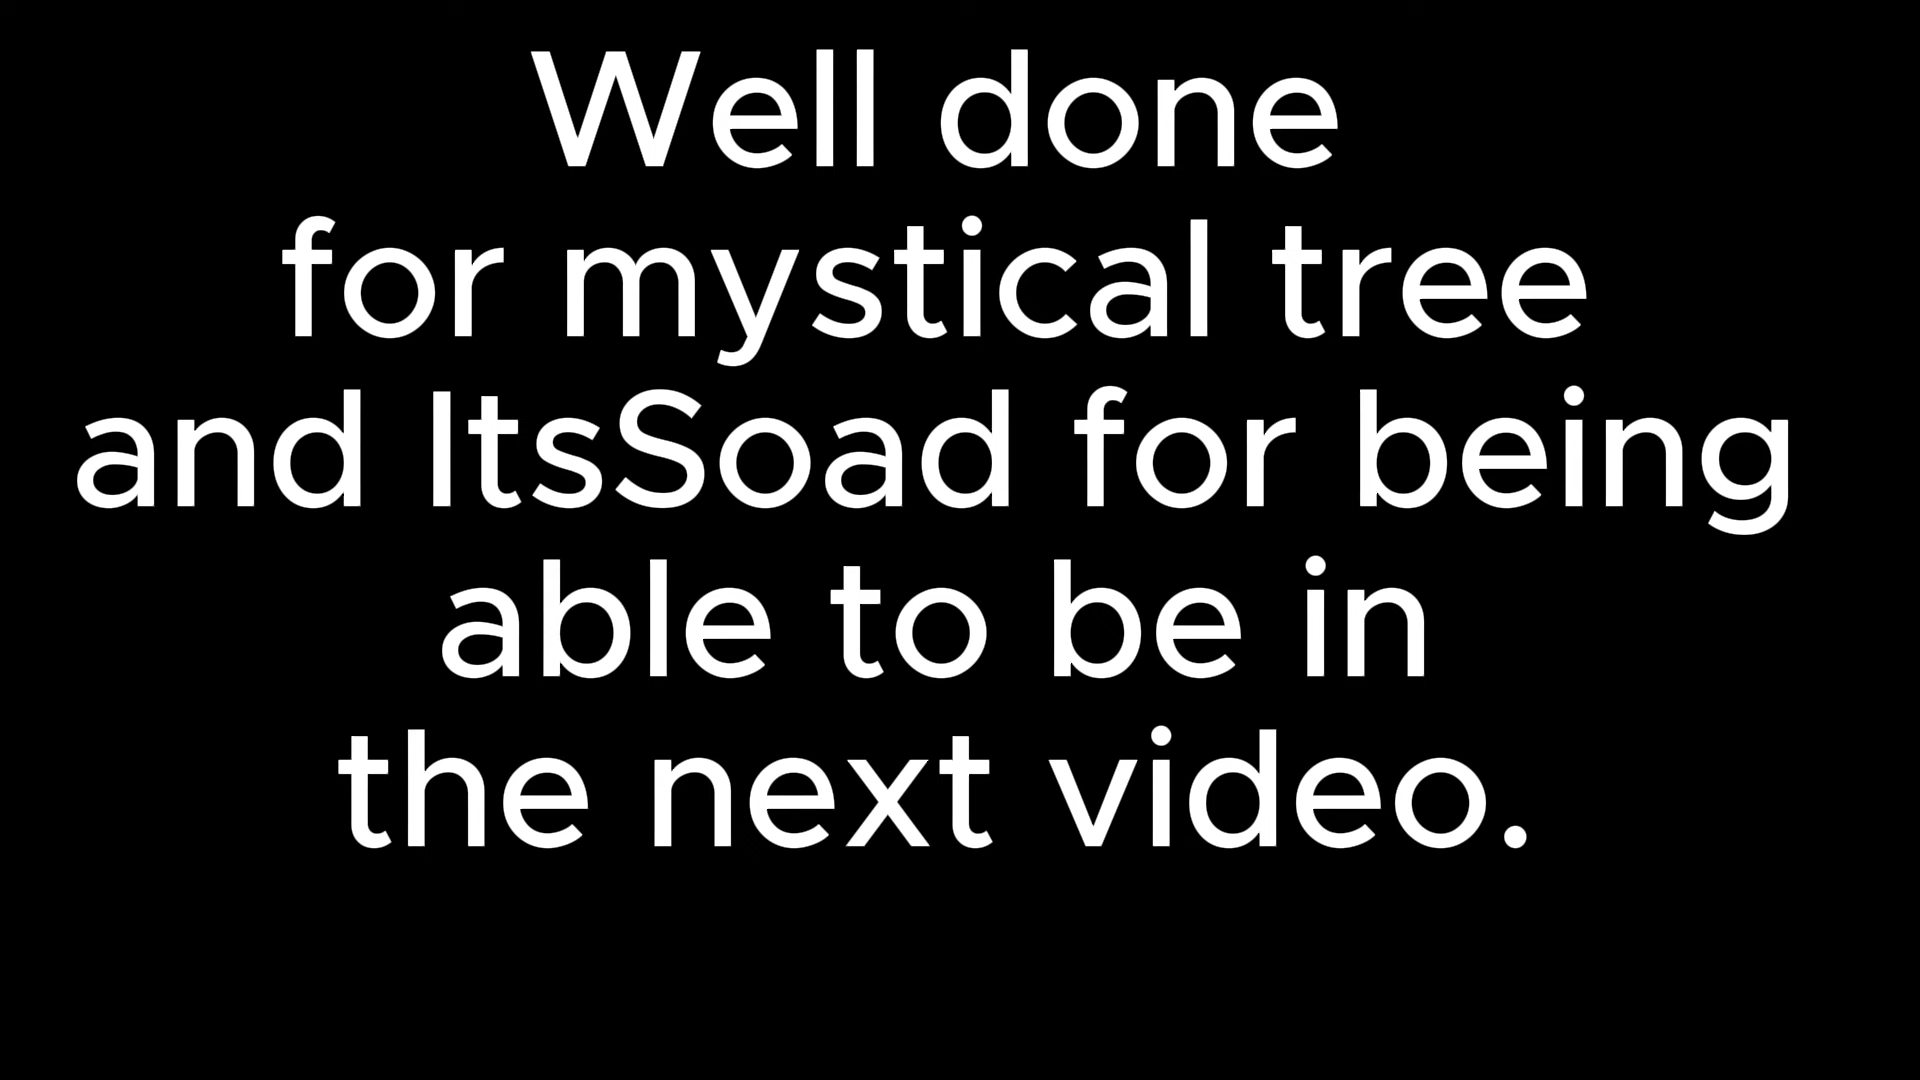 Well done
for mystical tree
and ItsSoad for being
able to be in
the next video.